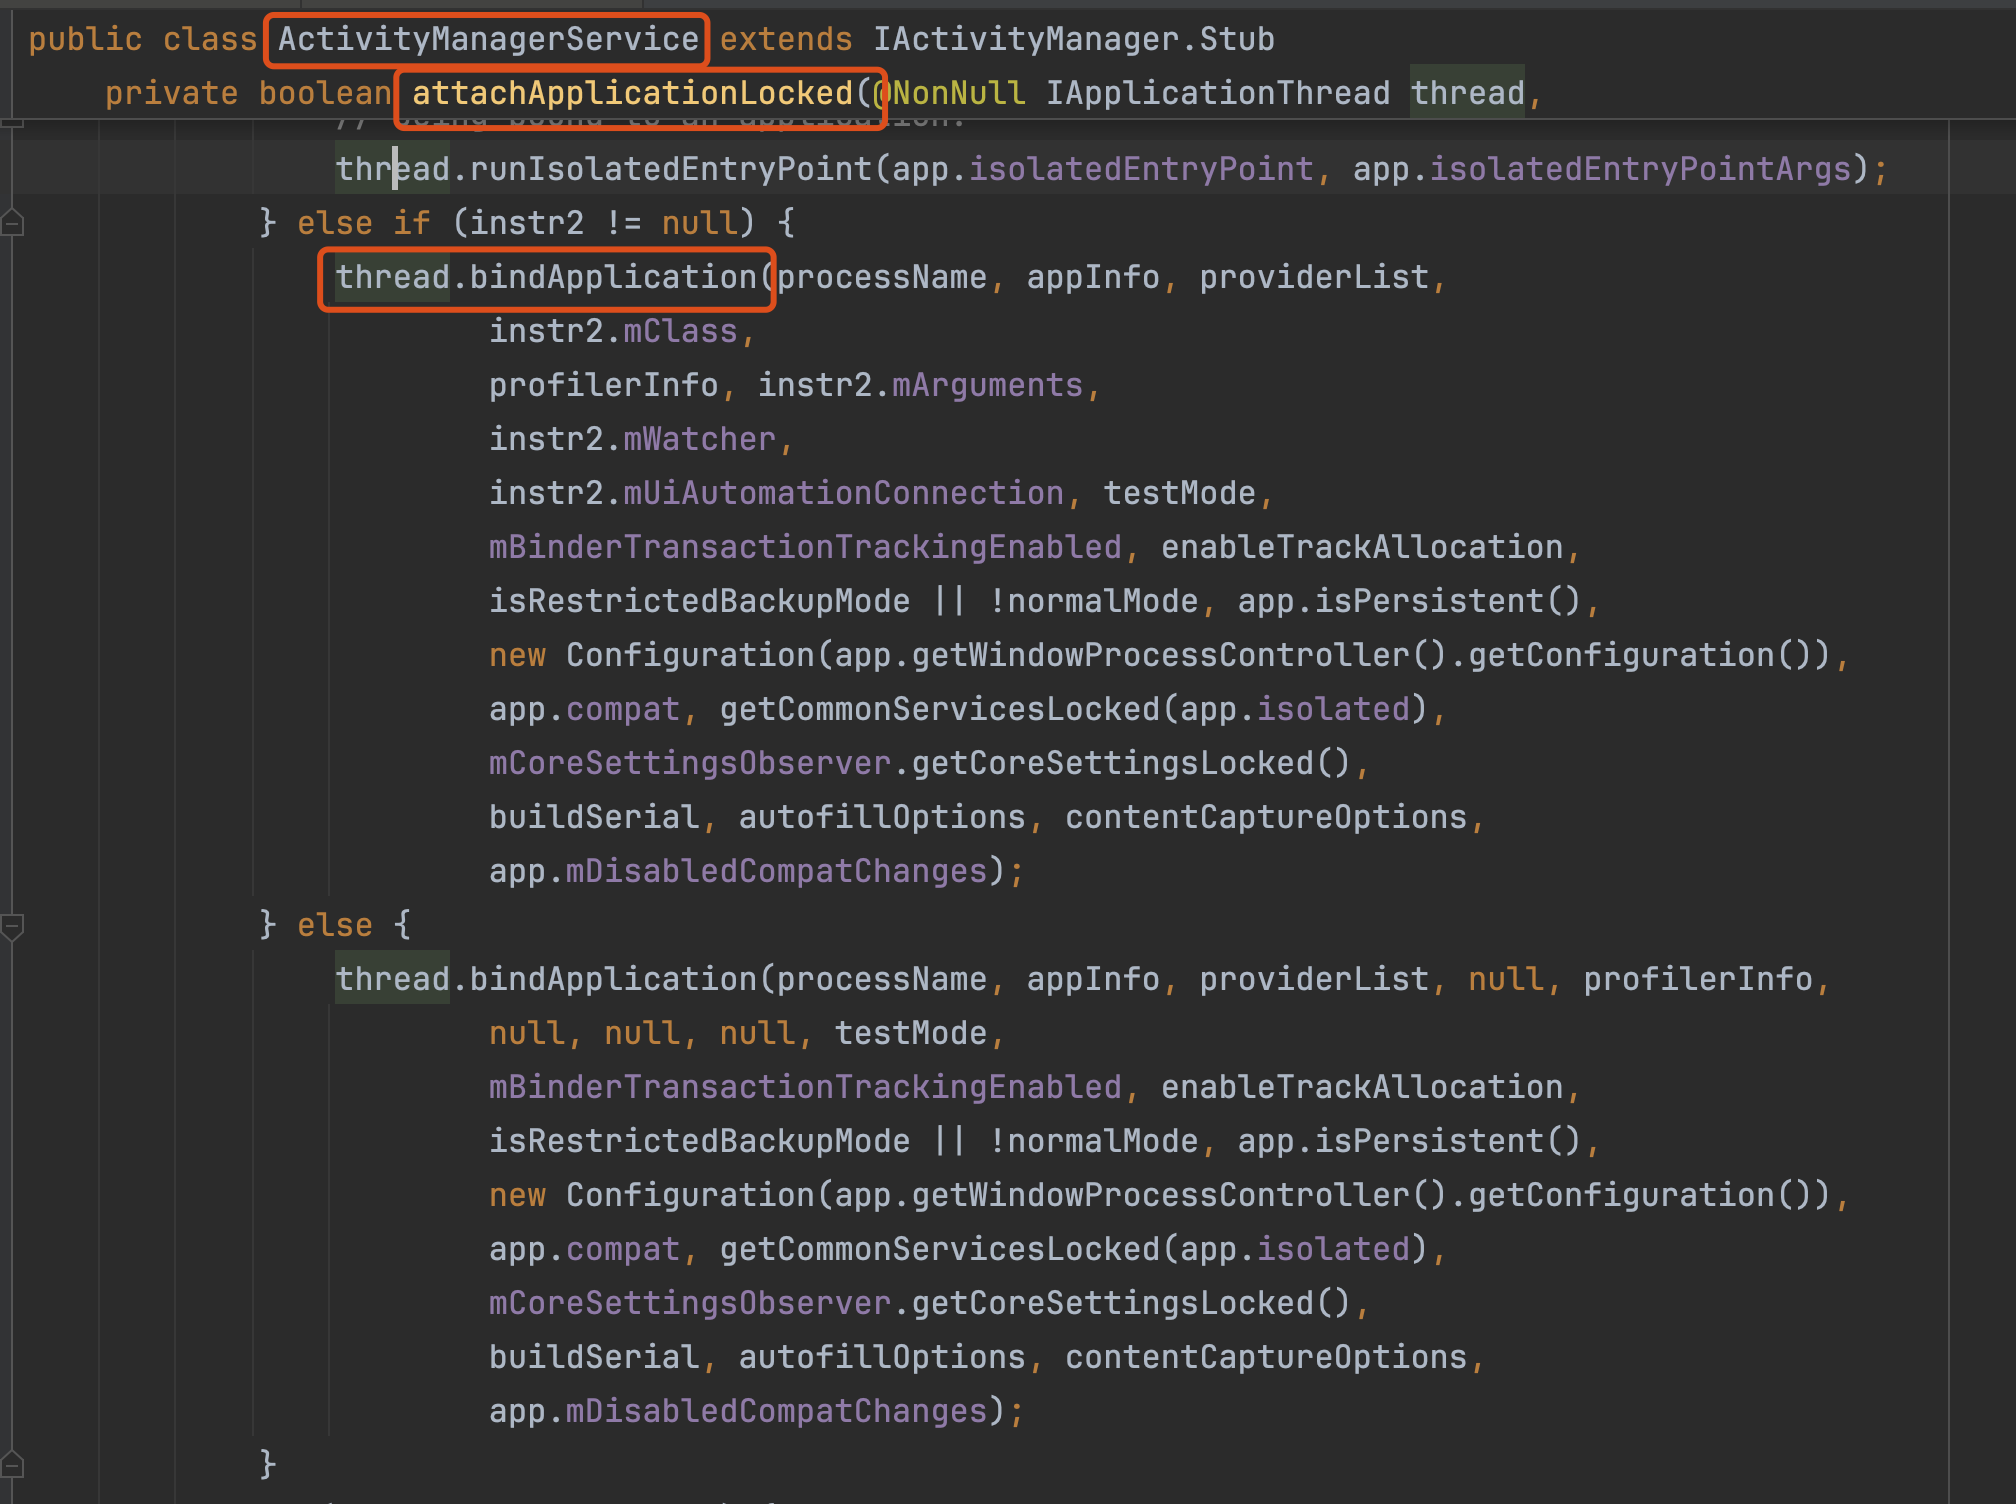 public class ActivityManagerService extends IActivityManager.Stub
private boolean attachApplicationLocked(@NonNull IApplicationThread thread,
// being bound to an application.
thread.runIsolatedEntryPoint(app.isolatedEntryPoint, app.isolatedEntryPointArgs);
} else if (instr2 != null) {
thread.bindApplication(processName, appInfo, providerList,
instr2.mClass,
profilerInfo, instr2.mArguments,
instr2.mWatcher,
instr2.mUiAutomationConnection, testMode,
mBinderTransactionTrackingEnabled, enableTrackAllocation,
isRestrictedBackupMode || !normalMode, app.isPersistent(),
new Configuration(app.getWindowProcessController().getConfiguration()),
app.compat, getCommonServicesLocked(app.isolated),
mCoreSettingsObserver.getCoreSettingsLocked(),
buildSerial, autofillOptions, contentCaptureOptions,
app.mDisabledCompatChanges);
} else {
thread.bindApplication(processName, appInfo, providerList, null, profilerInfo,
null, null, null, testMode,
mBinderTransactionTrackingEnabled, enableTrackAllocation,
isRestrictedBackupMode || !normalMode, app.isPersistent(),
new Configuration(app.getWindowProcessController().getConfiguration()),
app.compat, getCommonServicesLocked(app.isolated),
mCoreSettingsObserver.getCoreSettingsLocked(),
buildSerial, autofillOptions, contentCaptureOptions,
app.mDisabledCompatChanges);
}